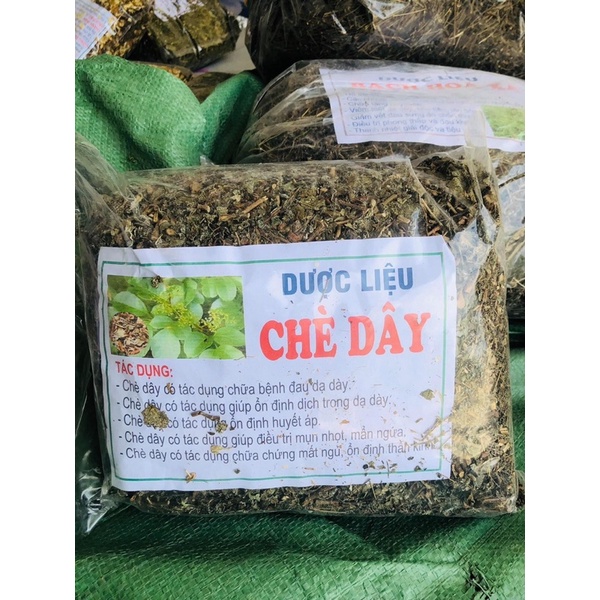 DƯỢC LIỆU
BẠCH HOA
DƯỢC LIỆU
CHÈ DÂY
TÁC DỤNG:
- Chè dây có tác dụng chữa bệnh đau dạ dày.
- Chè dây có tác dụng giúp ổn định dịch trong dạ dày.
- Chè có tác dụng ổn định huyết áp.
- Chè dây có tác dụng giúp điều trị mụn nhọt, mẩn ngứa.
- Chè dây có tác dụng chữa chứng mất ngủ, ổn định thần kinh.